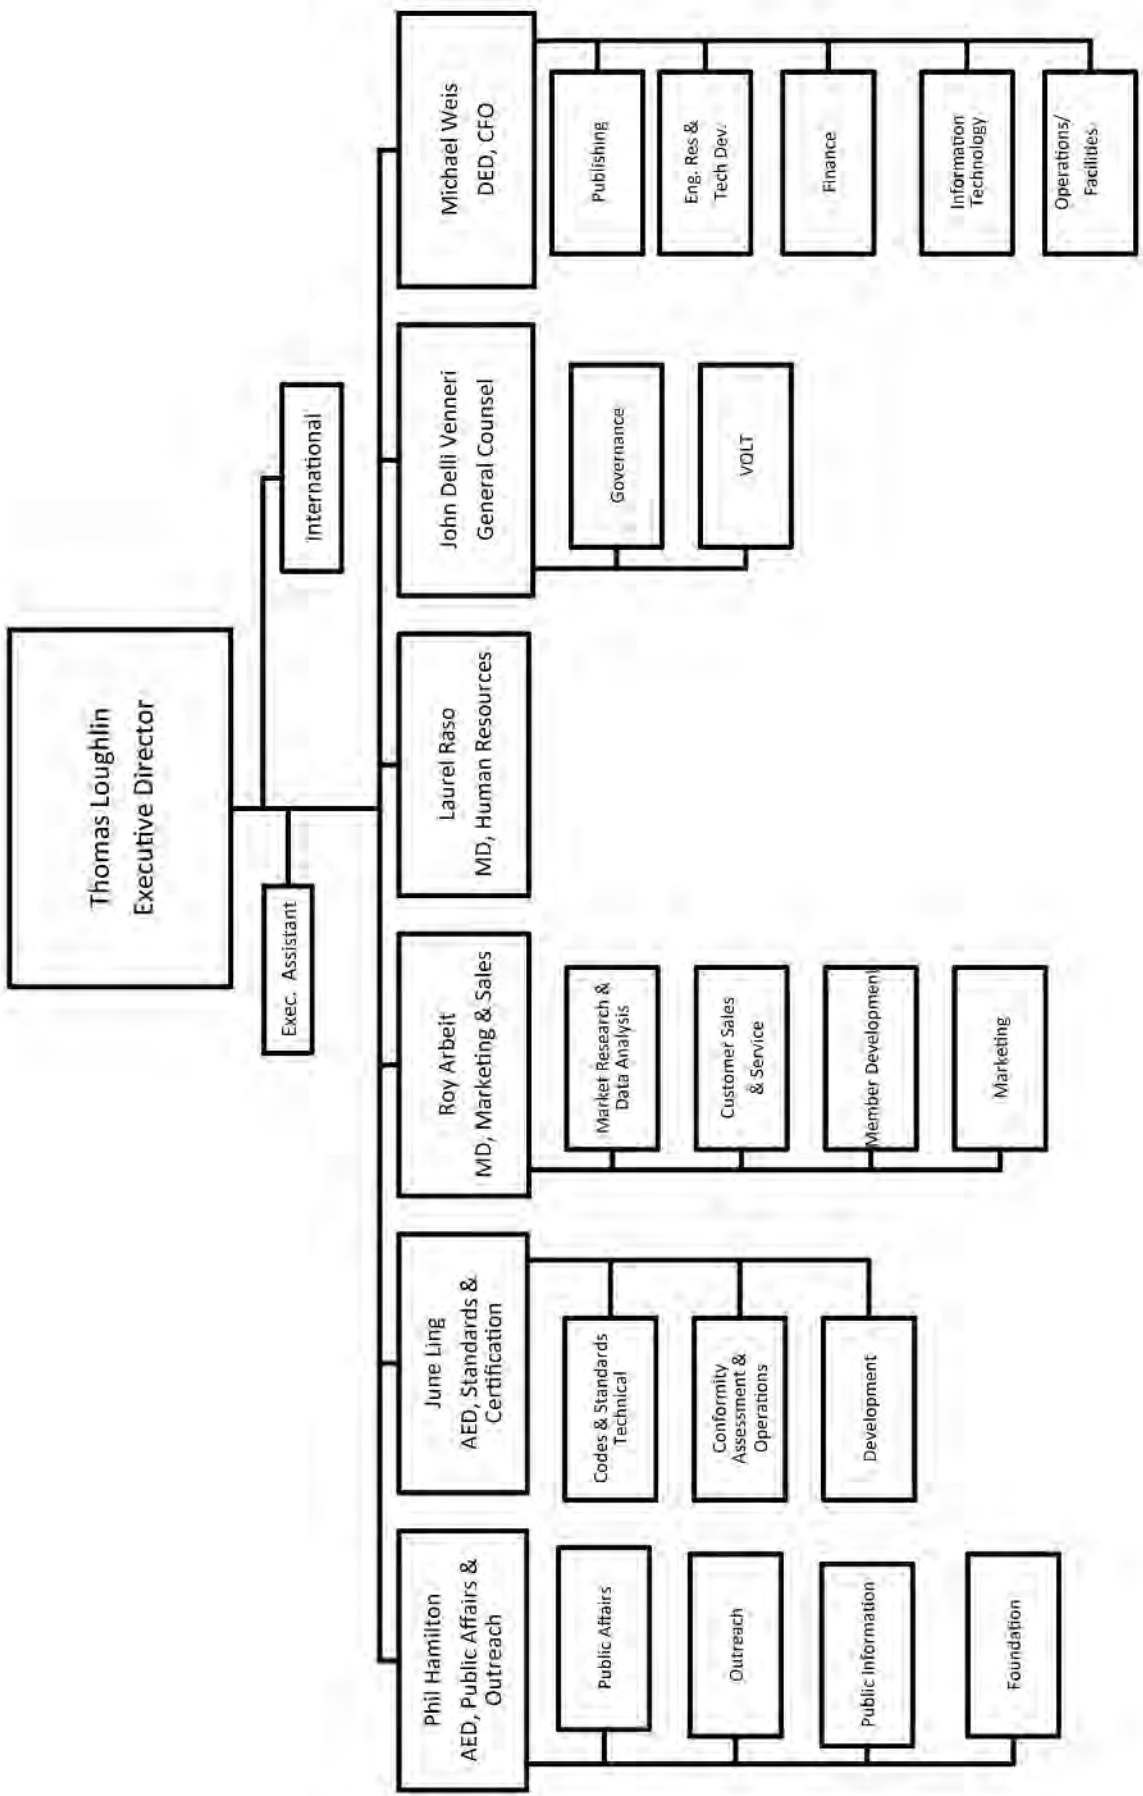 Thomas Loughlin
Executive Director
Exec. Assistant
International
Phil Hamilton
AED, Public Affairs &
Outreach
Public Affairs
Outreach
Public Information
Foundation
June Ling
AED, Standards &
Certification
Codes & Standards
Technical
Conformity
Assessment &
Operations
Development
Roy Arbeit
MD, Marketing & Sales
Market Research &
Data Analysis
Customer Sales
& Service
Member Development
Marketing
Laurel Raso
MD, Human Resources
John Delli Venneri
General Counsel
Governance
VOLT
Michael Weis
DED, CFO
Publishing
Eng. Res &
Tech Dev.
Finance
Information
Technology
Operations/
Facilities